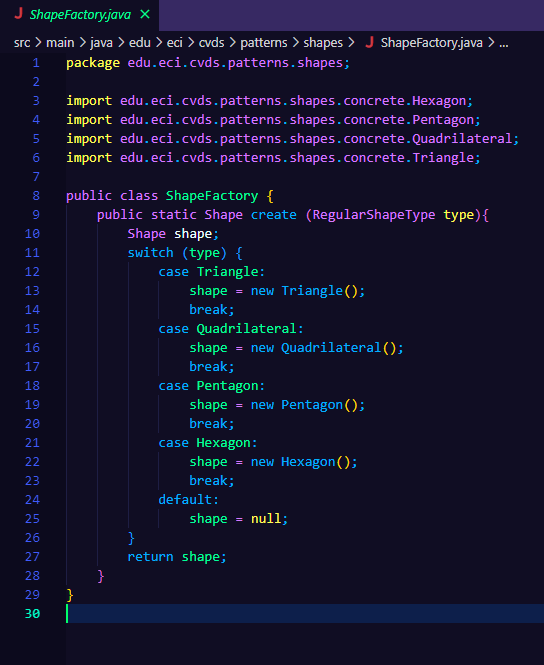 J ShapeFactory.java ×
src > main > java > edu > eci > cvds > patterns > shapes > J ShapeFactory.java > ...
1 package edu.eci.cvds.patterns.shapes;
2
3 import edu.eci.cvds.patterns.shapes.concrete.Hexagon;
4 import edu.eci.cvds.patterns.shapes.concrete.Pentagon;
5 import edu.eci.cvds.patterns.shapes.concrete.Quadrilateral;
6 import edu.eci.cvds.patterns.shapes.concrete.Triangle;
7
8 public class ShapeFactory {
9     public static Shape create (RegularShapeType type){
10         Shape shape;
11         switch (type) {
12             case Triangle:
13                 shape = new Triangle();
14                 break;
15             case Quadrilateral:
16                 shape = new Quadrilateral();
17                 break;
18             case Pentagon:
19                 shape = new Pentagon();
20                 break;
21             case Hexagon:
22                 shape = new Hexagon();
23                 break;
24             default:
25                 shape = null;
26         }
27         return shape;
28     }
29 }
30